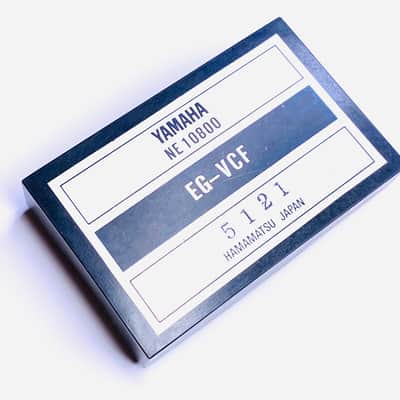 YAMAHA
NE 10800
EG-VCF
5121
HAMAMATSU JAPAN